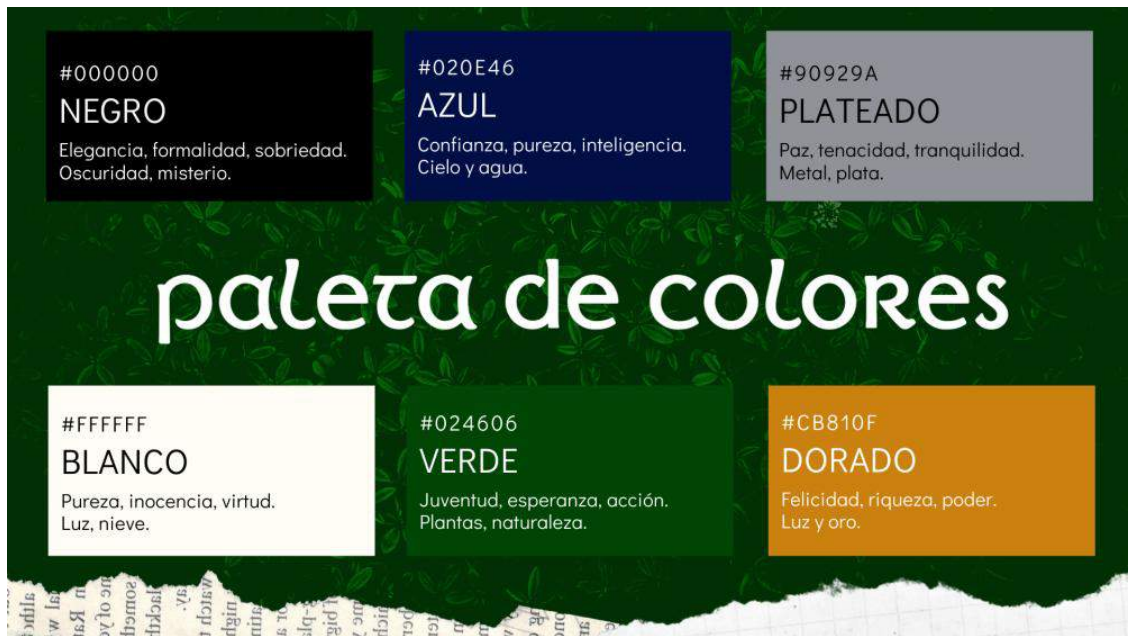 #000000
NEGRO
Elegancia, formalidad, sobriedad.
Oscuridad, misterio.
#020E46
AZUL
Confianza, pureza, inteligencia.
Cielo y agua.
#90929A
PLATEADO
Paz, tenacidad, tranquilidad.
Metal, plata.
paleta de colores
#FFFFFF
BLANCO
Pureza, inocencia, virtud.
Luz, nieve.
#024606
VERDE
Juventud, esperanza, acción.
Plantas, naturaleza.
#CB810F
DORADO
Felicidad, riqueza, poder.
Luz y oro.